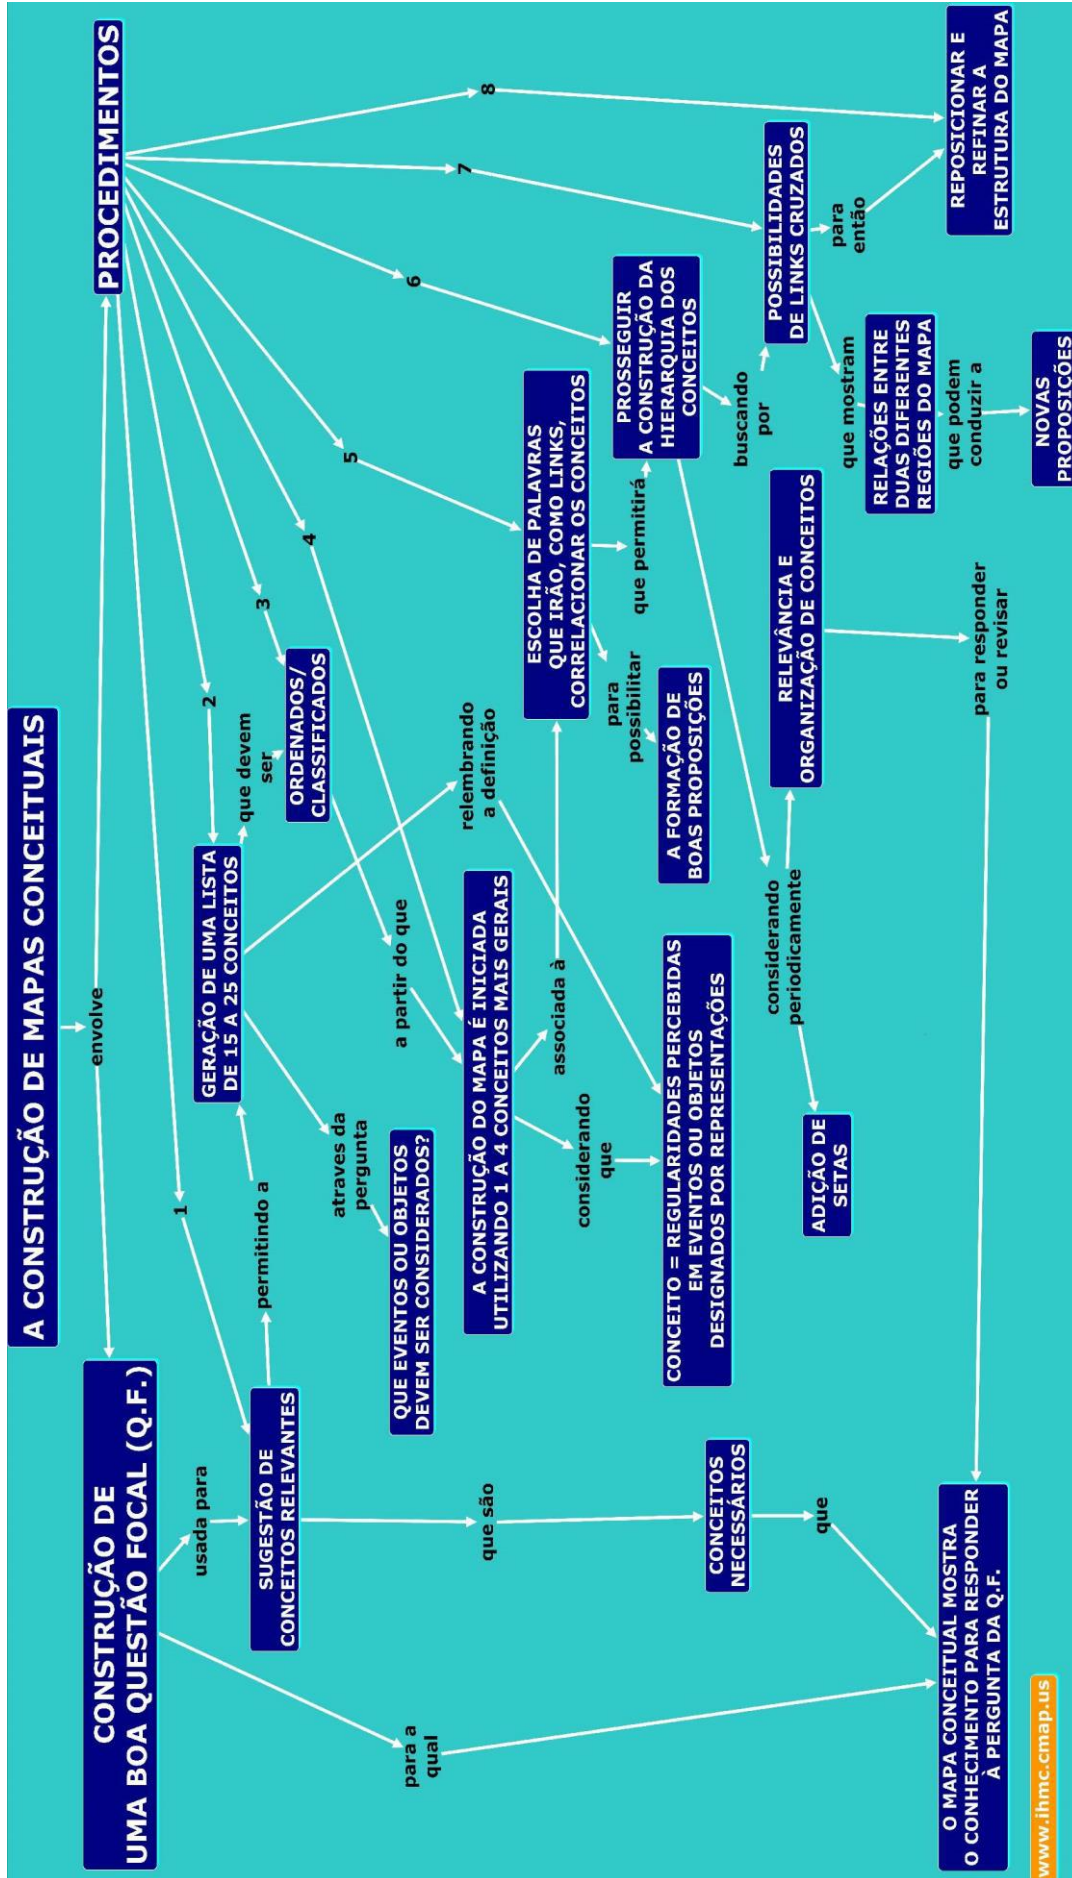 A CONSTRUÇÃO DE MAPAS CONCEITUAIS
envolve
CONSTRUÇÃO DE
UMA BOA QUESTÃO FOCAL (Q.F.)
PROCEDIMENTOS
usada para
1
2
3
4
5
6
7
8
SUGESTÃO DE
CONCEITOS RELEVANTES
permitindo a
GERAÇÃO DE UMA LISTA
DE 15 A 25 CONCEITOS
que devem
ser
ORDENADOS/
CLASSIFICADOS
atraves da
pergunta
QUE EVENTOS OU OBJETOS
DEVEM SER CONSIDERADOS?
a partir do que
relembrando
a definição
para a
qual
que são
A CONSTRUÇÃO DO MAPA É INICIADA
UTILIZANDO 1 A 4 CONCEITOS MAIS GERAIS
associada à
considerando
que
ESCOLHA DE PALAVRAS
QUE IRÃO, COMO LINKS,
CORRELACIONAR OS CONCEITOS
para
possibilitar
que permitirá
PROSSEGUIR
A CONSTRUÇÃO DA
HIERARQUIA DOS
CONCEITOS
CONCEITO = REGULARIDADES PERCEBIDAS
EM EVENTOS OU OBJETOS
DESIGNADOS POR REPRESENTAÇÕES
A FORMAÇÃO DE
BOAS PROPOSIÇÕES
CONCEITOS
NECESSÁRIOS
que
buscando
por
POSSIBILIDADES
DE LINKS CRUZADOS
considerando
periodicamente
ADIÇÃO DE
SETAS
RELEVÂNCIA E
ORGANIZAÇÃO DE CONCEITOS
que mostram
para
então
RELAÇÕES ENTRE
DUAS DIFERENTES
REGIÕES DO MAPA
que podem
conduzir a
NOVAS
PROPOSIÇÕES
REPOSICIONAR E
REFINAR A
ESTRUTURA DO MAPA
para responder
ou revisar
O MAPA CONCEITUAL MOSTRA
O CONHECIMENTO PARA RESPONDER
À PERGUNTA DA Q.F.
www.ihmc.cmap.us